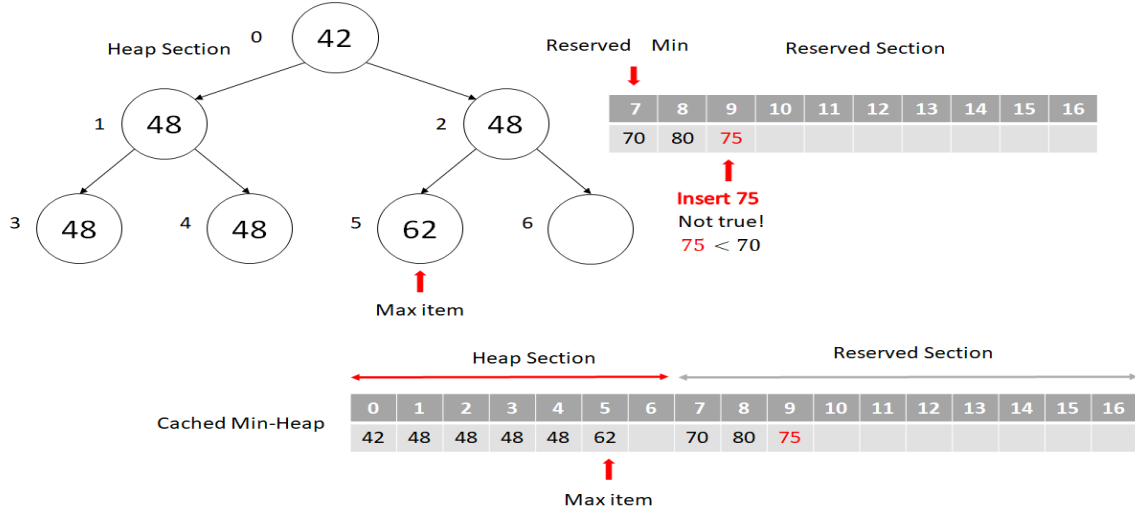 Heap Section
0
42
Reserved Min
Reserved Section
1
48
2
48
7 8 9 10 11 12 13 14 15 16
70 80 75
3
48
4
48
5
62
6
Insert 75
Not true!
75 < 70
Max item
Heap Section
Reserved Section
Cached Min-Heap
0 1 2 3 4 5 6 7 8 9 10 11 12 13 14 15 16
42 48 48 48 48 62 70 80 75
Max item